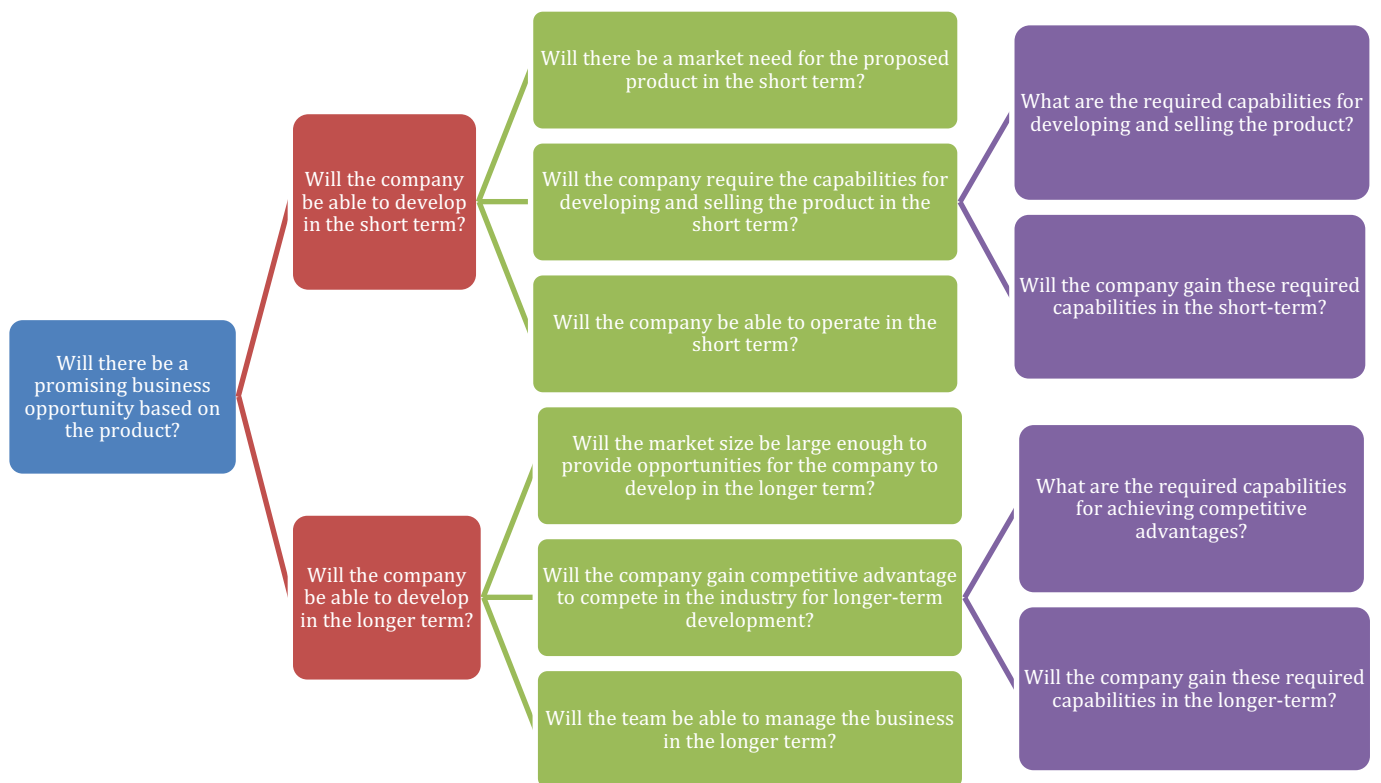 Will there be a
promising business
opportunity based on
the product?
Will the company
be able to develop
in the short term?
Will there be a market need for the proposed
product in the short term?
Will the company require the capabilities for
developing and selling the product in the
short term?
What are the required capabilities for
developing and selling the product?
Will the company gain these required
capabilities in the short-term?
Will the company be able to operate in the
short term?
Will the company
be able to develop
in the longer term?
Will the market size be large enough to
provide opportunities for the company to
develop in the longer term?
Will the company gain competitive advantage
to compete in the industry for longer-term
development?
What are the required capabilities
for achieving competitive
advantages?
Will the company gain these required
capabilities in the longer-term?
Will the team be able to manage the business
in the longer term?